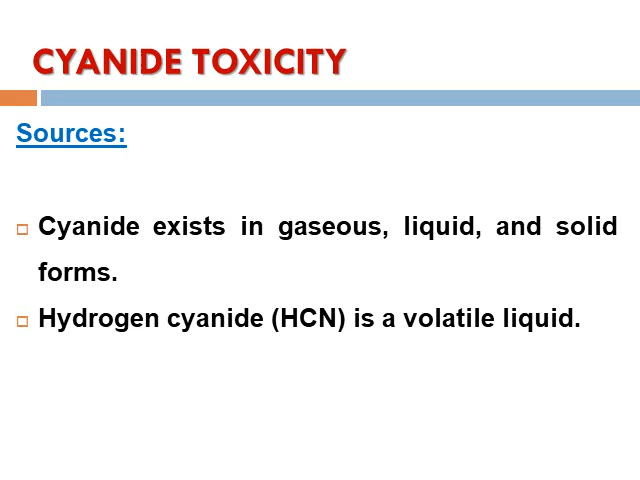 CYANIDE TOXICITY
Sources:
Cyanide exists in gaseous, liquid, and solid
forms.
Hydrogen cyanide (HCN) is a volatile liquid.